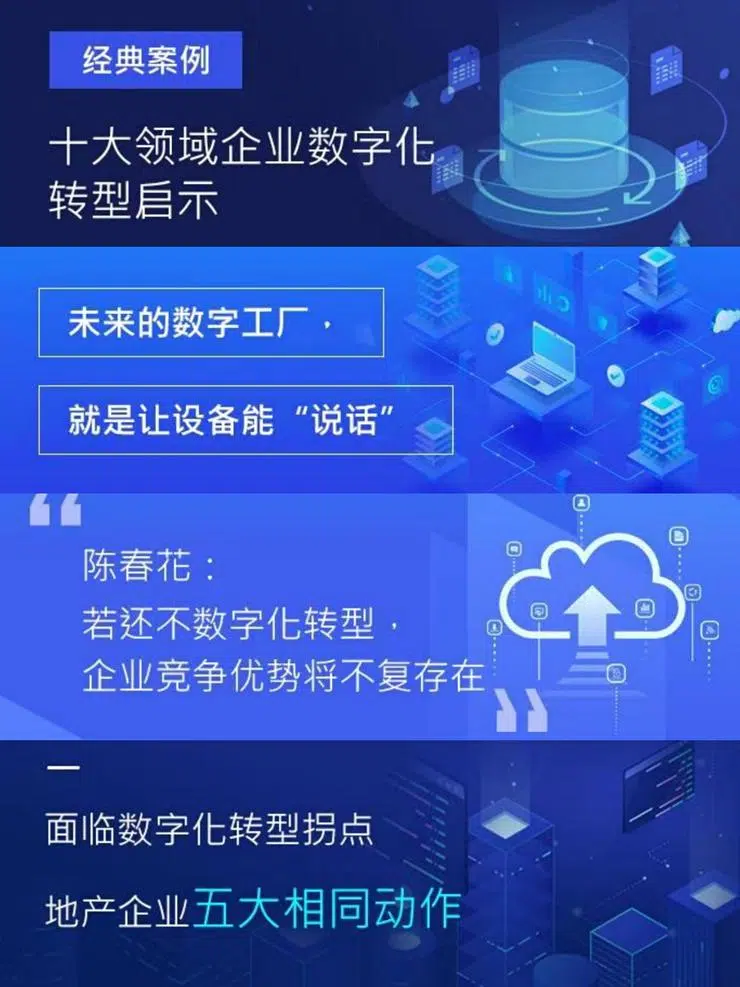 经典案例
十大领域企业数字化
转型启示
未来的数字工厂，
就是让设备能“说话”
陈春花：
若还不数字化转型，
企业竞争优势将不复存在
面临数字化转型拐点
地产企业五大相同动作